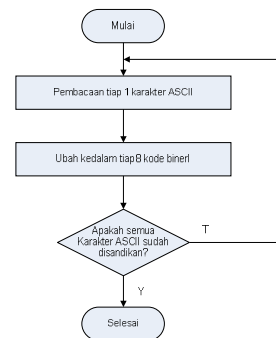 Mulai
Pembacaan tiap 1 karakter ASCII
Ubah kedalam tiap 8 kode binerl
Apakah semua
Karakter ASCII sudah
disandikan?
T
Y
Selesai